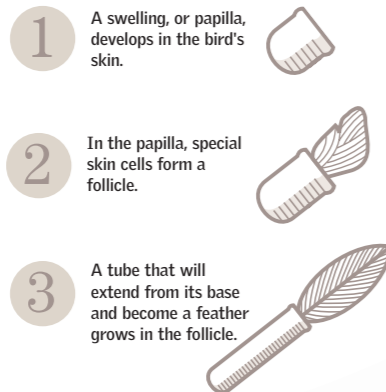 1
A swelling, or papilla,
develops in the bird's
skin.
2
In the papilla, special
skin cells form a
follicle.
3
A tube that will
extend from its base
and become a feather
grows in the follicle.